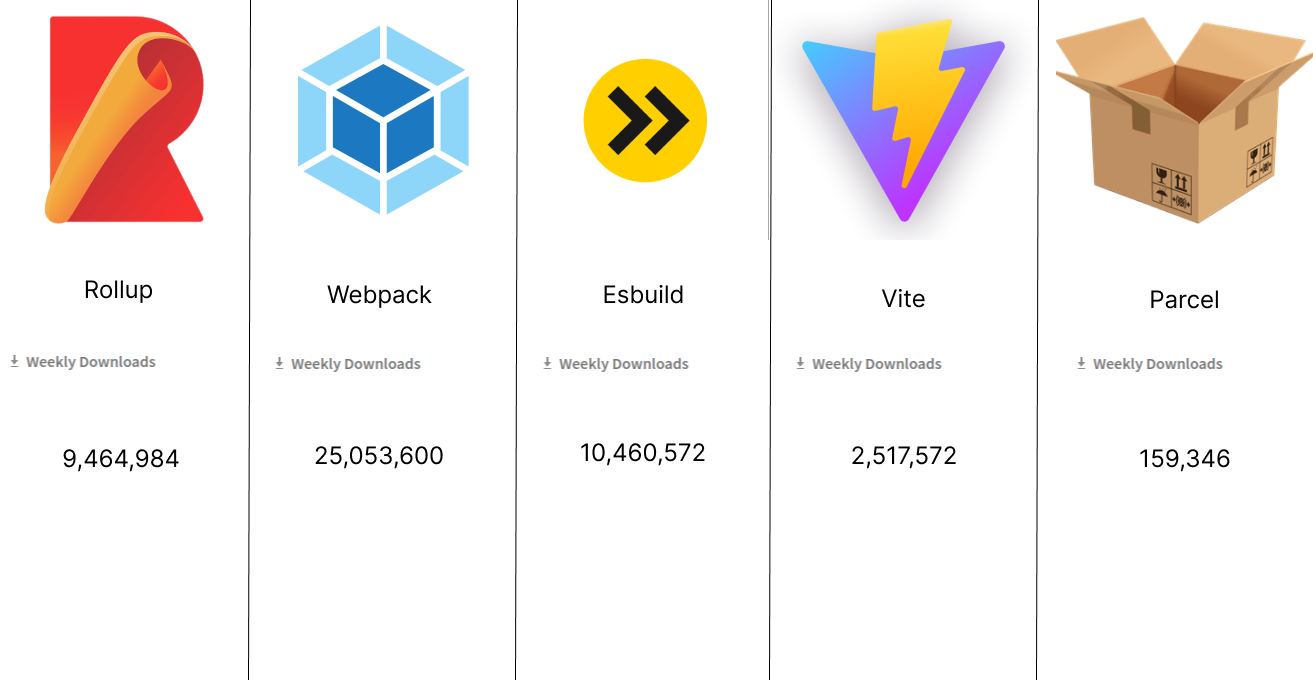 Rollup
Weekly Downloads
9,464,984
Webpack
Weekly Downloads
25,053,600
Esbuild
Weekly Downloads
10,460,572
Vite
Weekly Downloads
2,517,572
Parcel
Weekly Downloads
159,346